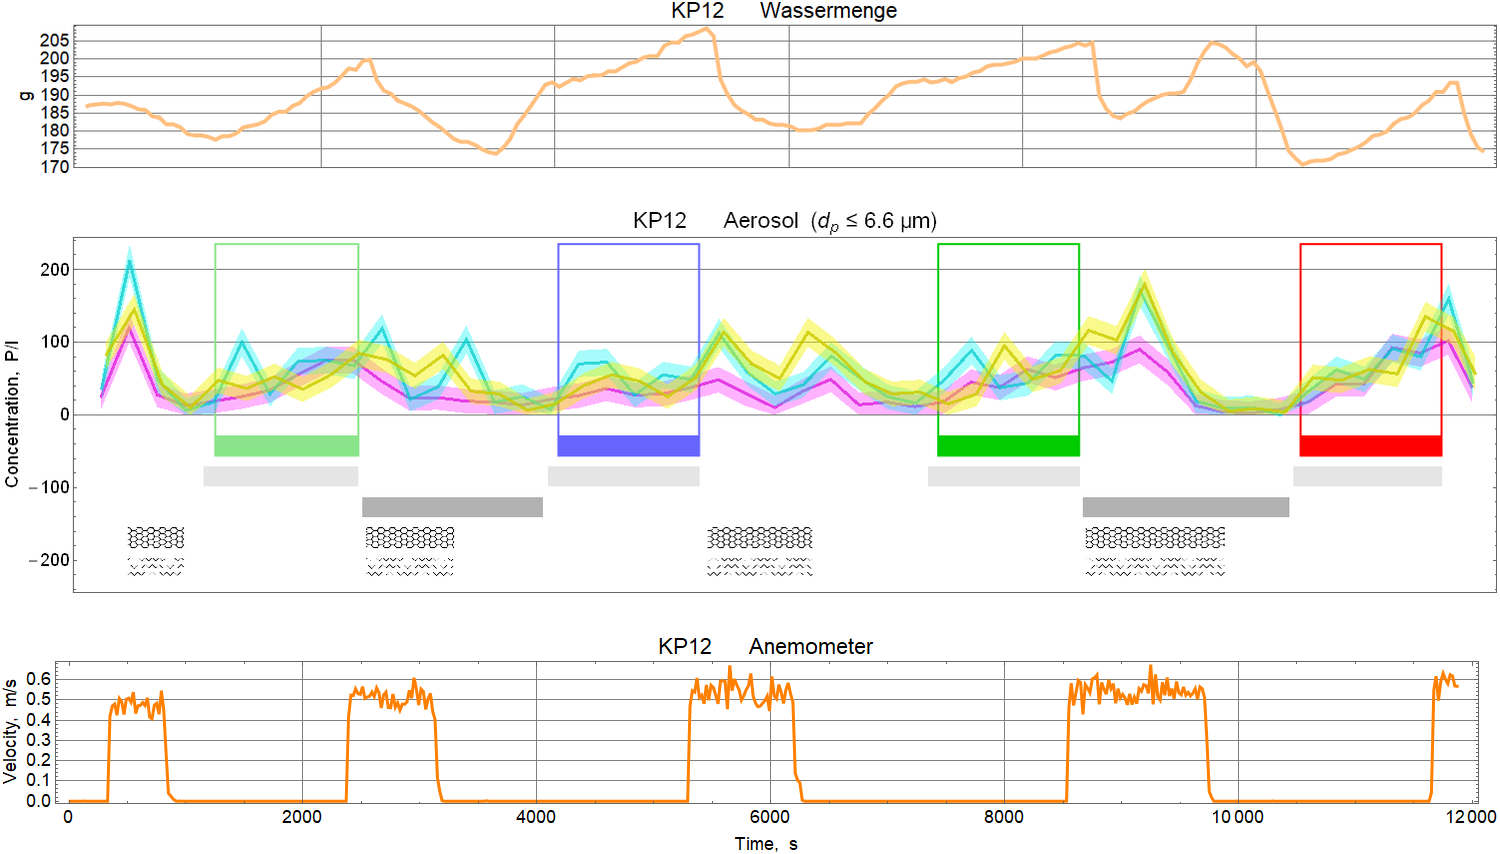 KP12 Wassermenge
205
200
195
190
185
180
175
170
g
KP12 Aerosol (dp ≤ 6.6 μm)
200
100
0
−100
−200
Concentration, P/l
KP12 Anemometer
0.6
0.5
0.4
0.3
0.2
0.1
0.0
Velocity, m/s
0 2000 4000 6000 8000 10 000 12 000
Time, s